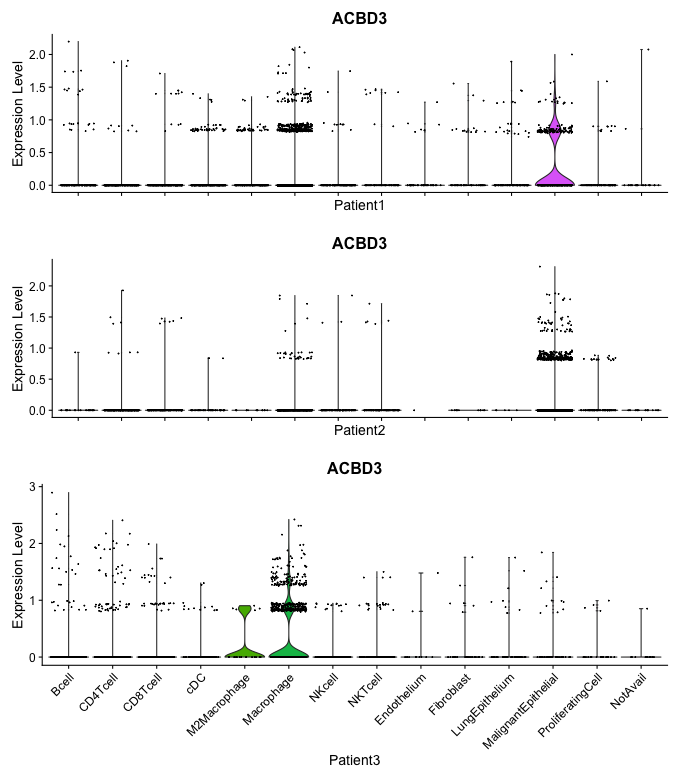 ACBD3
Expression Level
2.0
1.5
1.0
0.5
0.0
Patient1
ACBD3
Expression Level
2.0
1.5
1.0
0.5
0.0
Patient2
ACBD3
Expression Level
3
2
1
0
Bcell
CD4Tcell
CD8Tcell
cDC
M2Macrophage
Macrophage
NKcell
NKTcell
Endothelium
Fibroblast
LungEpithelium
MalignantEpithelial
ProliferatingCell
NotAvail
Patient3